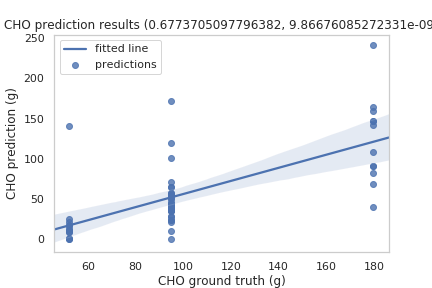 CHO prediction results (0.6773705097796382, 9.86676085272331e-09
fitted line
predictions
CHO prediction (g)
250
200
150
100
50
0
60
80
100
120
140
160
180
CHO ground truth (g)